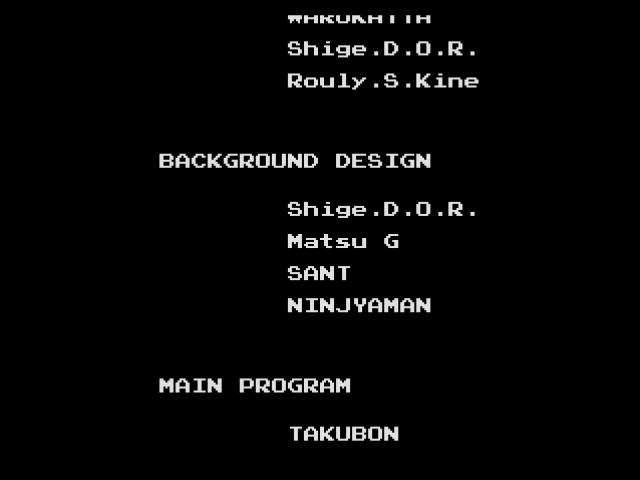 Shige.D.O.R.
Rouly.S.Kine
BACKGROUND DESIGN
Shige.D.O.R.
Matsu G
SANT
NINJYAMAN
MAIN PROGRAM
TAKUBON